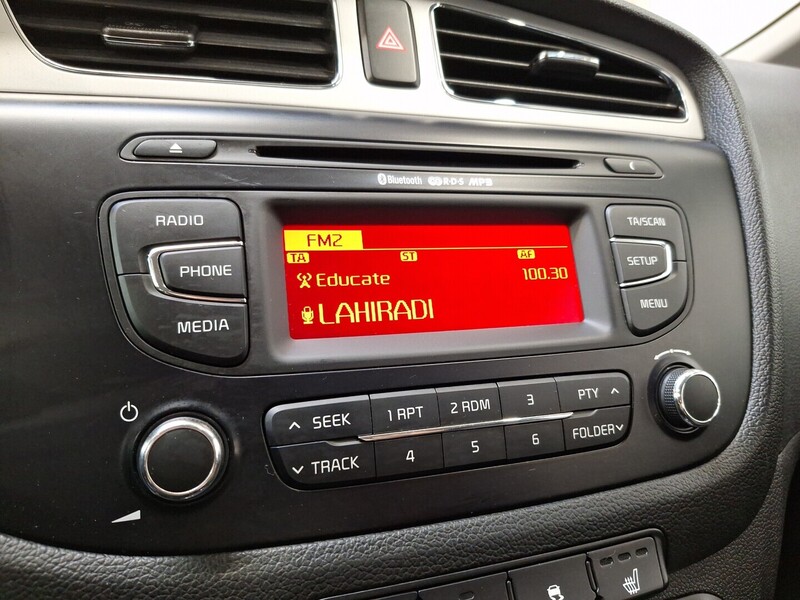 Bluetooth R·D·S MP3
RADIO
PHONE
MEDIA
FM2
TA ST AF
Educate 100.30
LAHIRADI
TA/SCAN
SETUP
MENU
SEEK
TRACK
1 RPT 2 RDM 3
4 5 6
PTY
FOLDER